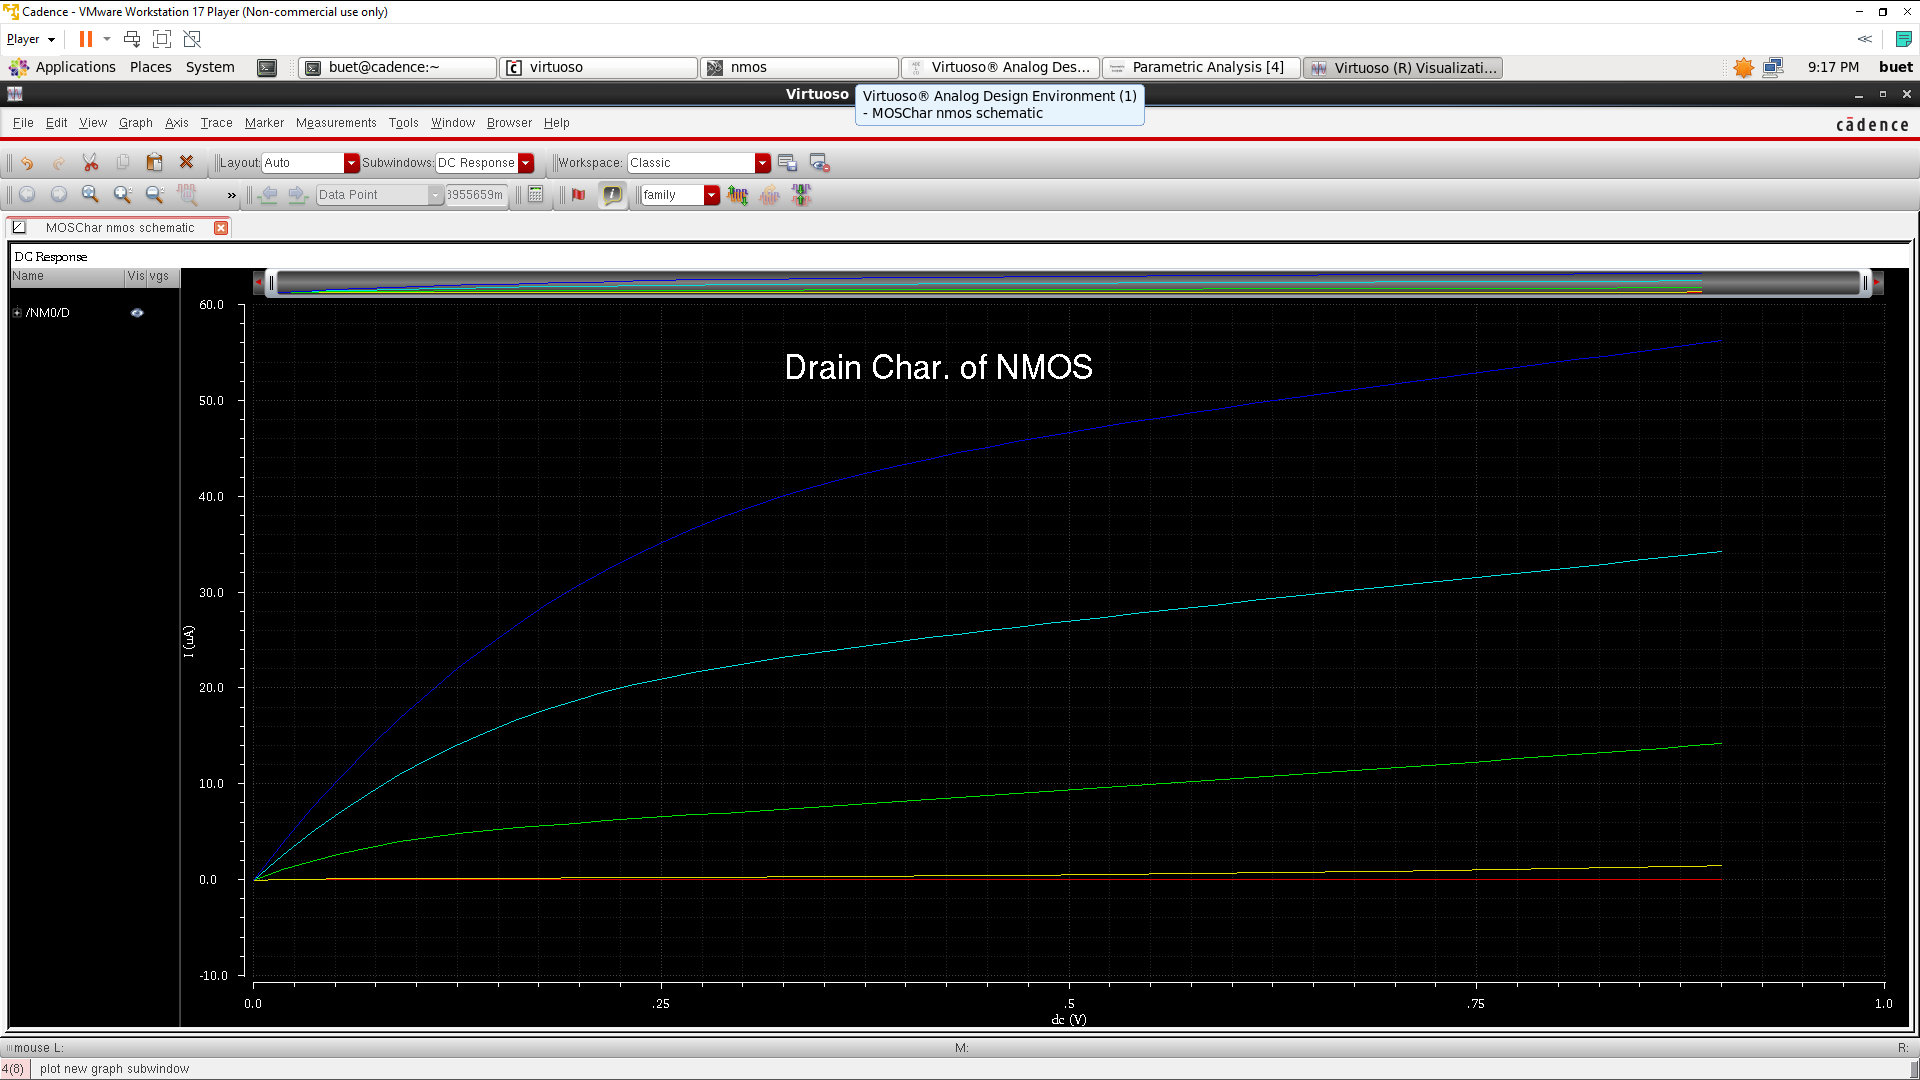 Cadence - VMware Workstation 17 Player (Non-commercial use only)
Player
Applications Places System buet@cadence:~ virtuoso nmos Virtuoso® Analog Des... Parametric Analysis [4] Virtuoso (R) Visualizati... 9:17 PM buet
Virtuoso
Virtuoso® Analog Design Environment (1)
- MOSChar nmos schematic
File Edit View Graph Axis Trace Marker Measurements Tools Window Browser Help
cādence
Layout: Auto Subwindows: DC Response Workspace: Classic
» Data Point 3955659m family
MOSChar nmos schematic
DC Response
Name Vis vgs
/NM0/D
Drain Char. of NMOS
60.0
50.0
40.0
30.0
20.0
10.0
0.0
-10.0
I (uA)
0.0 .25 .5 .75 1.0
dc (V)
mouse L: M: R:
4(8) plot new graph subwindow